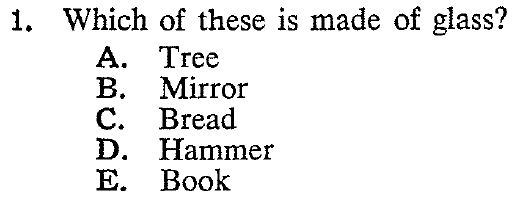 1. Which of these is made of glass?
A. Tree
B. Mirror
C. Bread
D. Hammer
E. Book